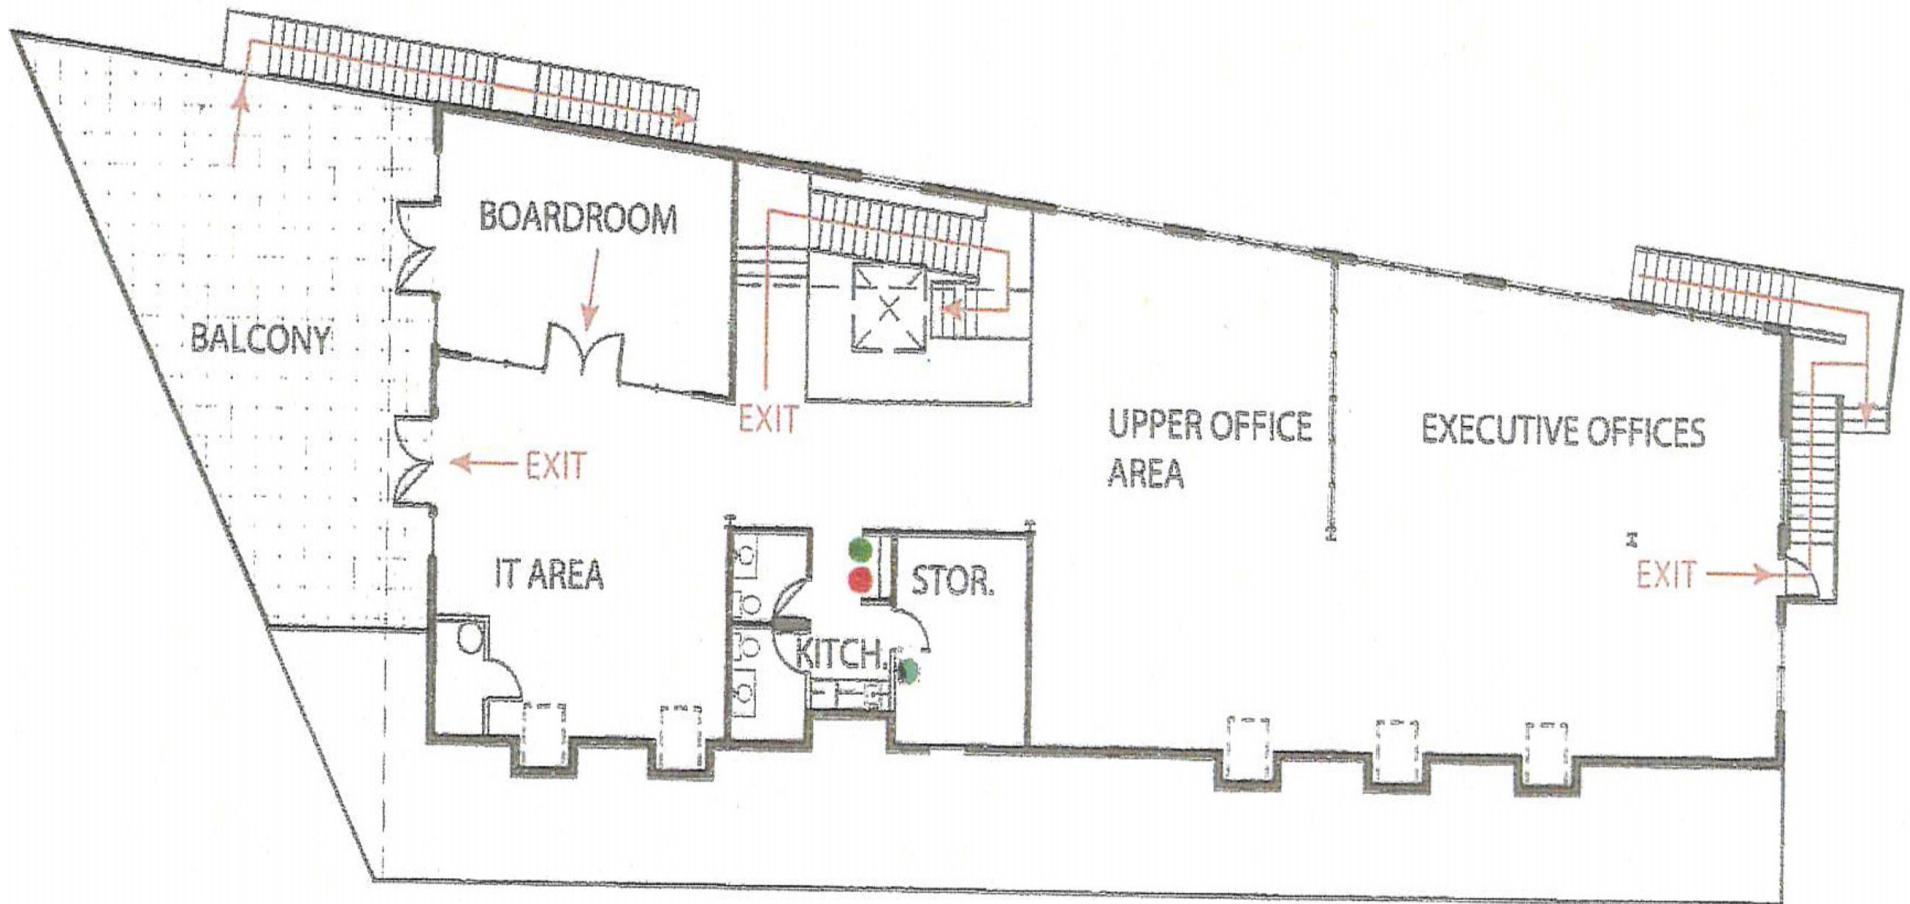 BOARDROOM
BALCONY
EXIT
UPPER OFFICE
AREA
EXECUTIVE OFFICES
EXIT
IT AREA
STOR.
EXIT
KITCH.